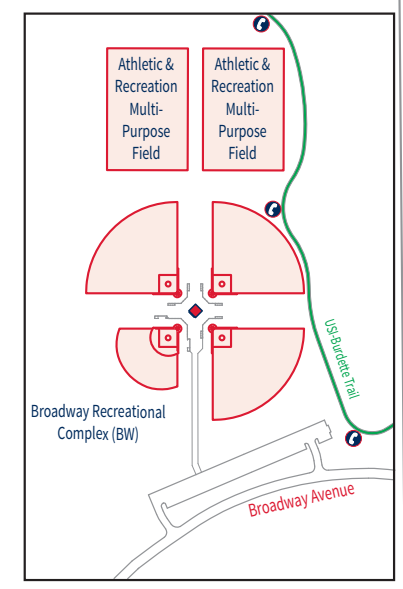 Athletic &
Recreation
Multi-
Purpose
Field
Athletic &
Recreation
Multi-
Purpose
Field
USI-Burdette Trail
Broadway Recreational
Complex (BW)
Broadway Avenue